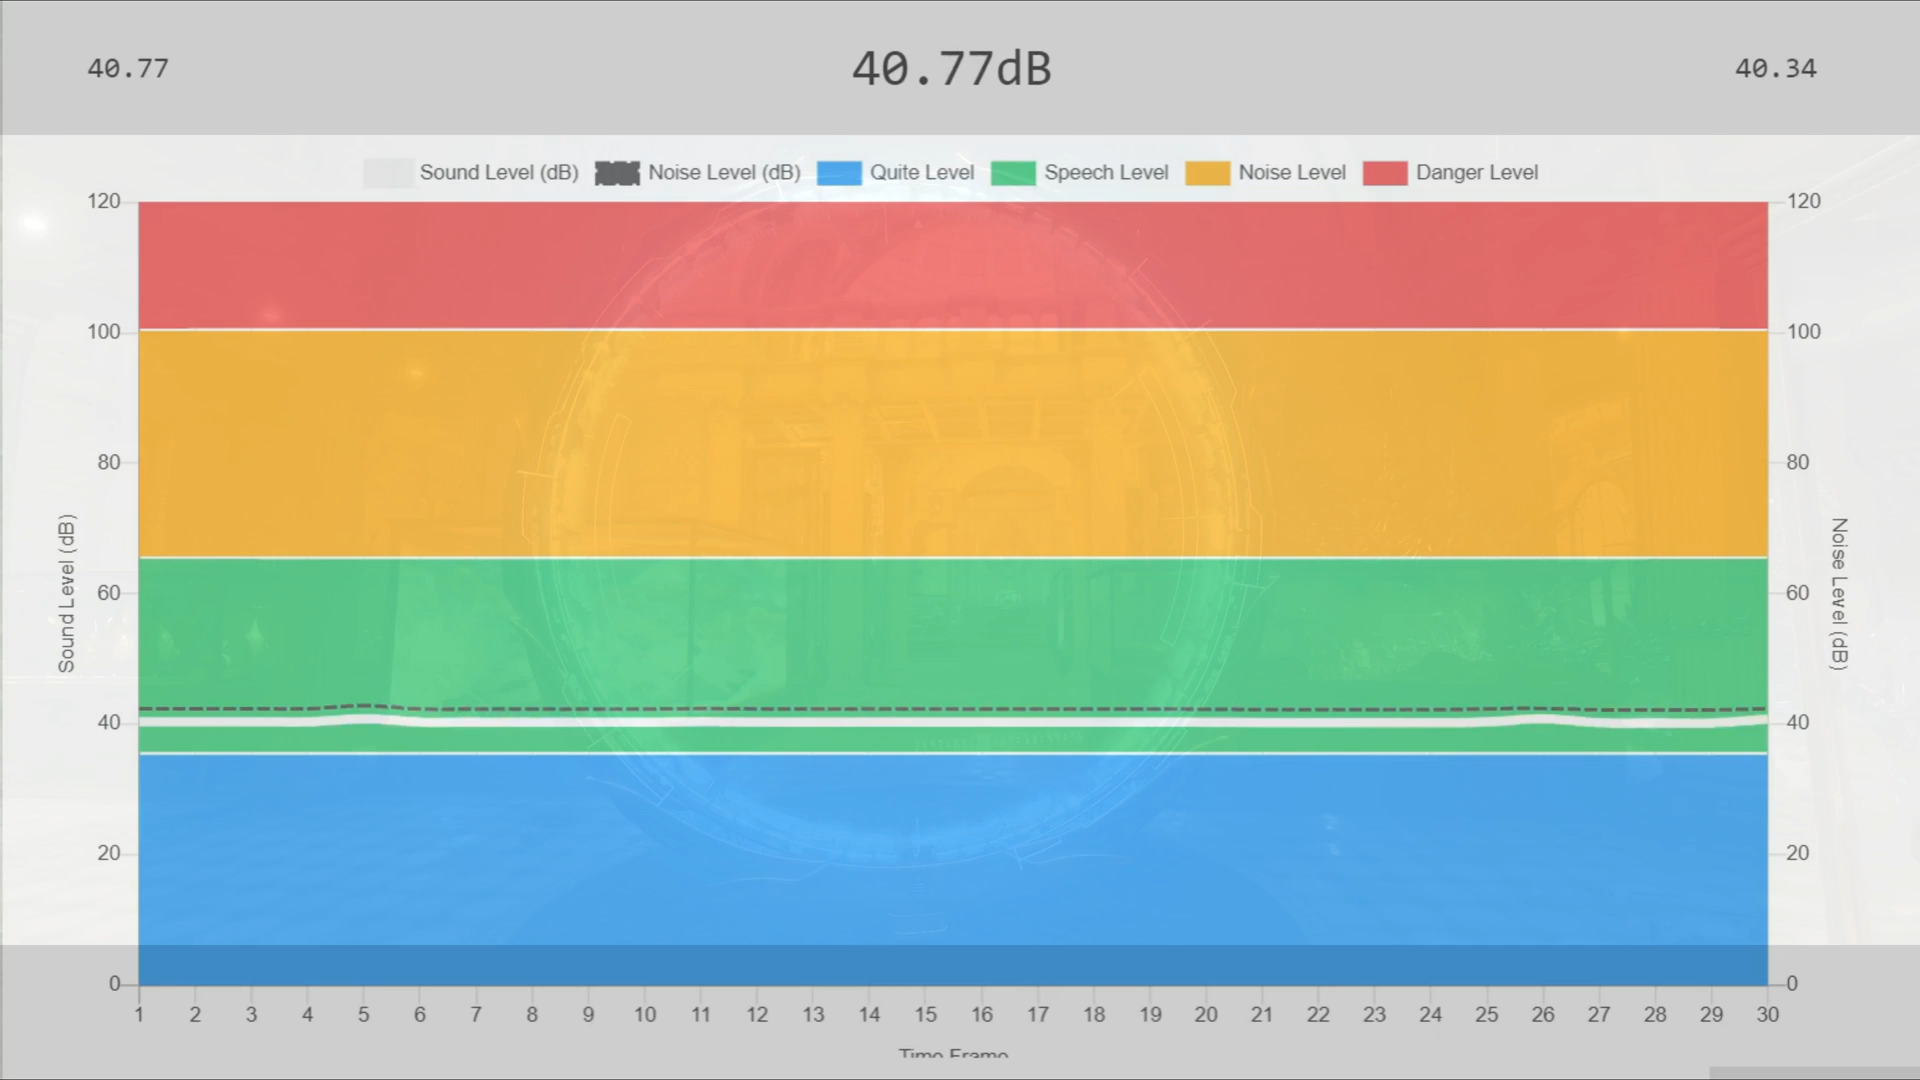 40.77 40.77dB 40.34
Sound Level (dB) Noise Level (dB) Quite Level Speech Level Noise Level Danger Level
120 120
100 100
80 80
60 60
40 40
20 20
0 0
Sound Level (dB)
Noise Level (dB)
1 2 3 4 5 6 7 8 9 10 11 12 13 14 15 16 17 18 19 20 21 22 23 24 25 26 27 28 29 30
Time Frame